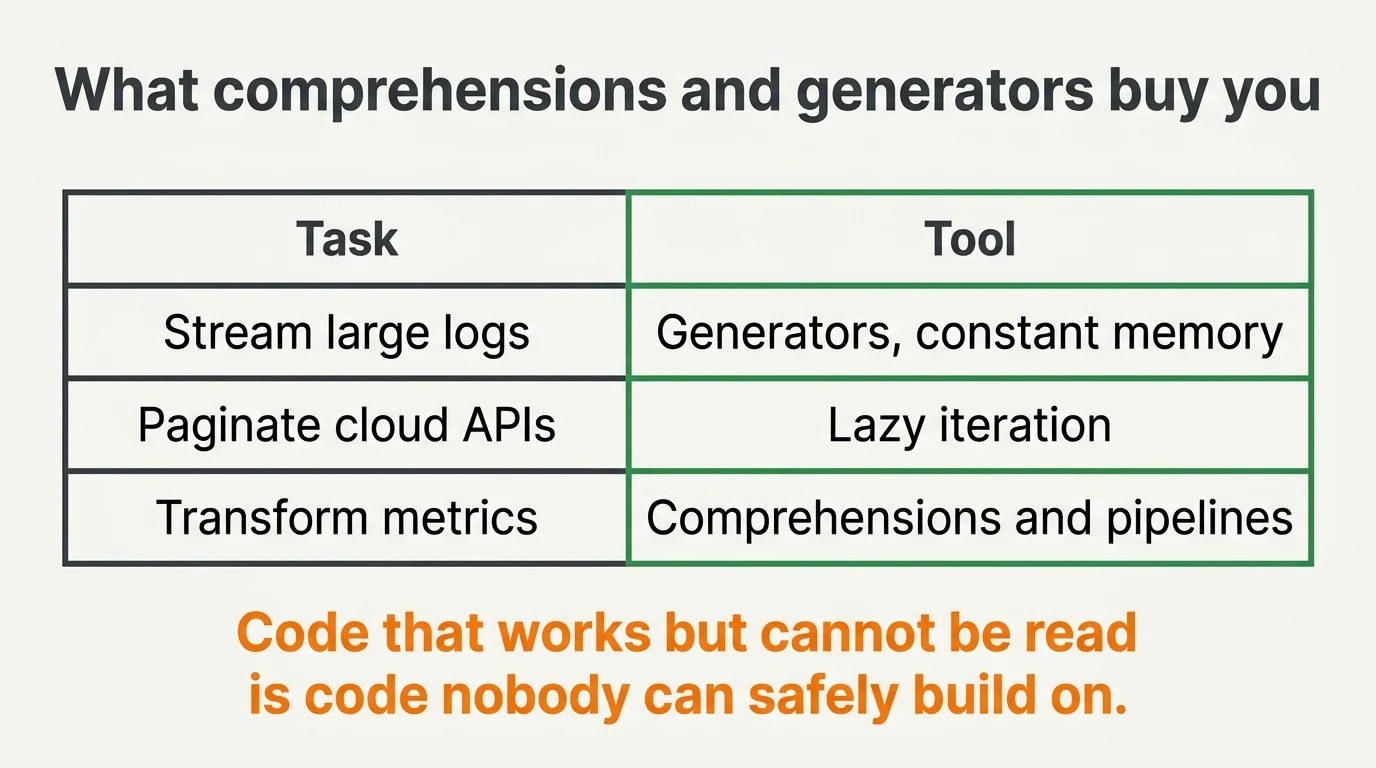 What comprehensions and generators buy you
Task
Tool
Stream large logs
Generators, constant memory
Paginate cloud APIs
Lazy iteration
Transform metrics
Comprehensions and pipelines
Code that works but cannot be read
is code nobody can safely build on.